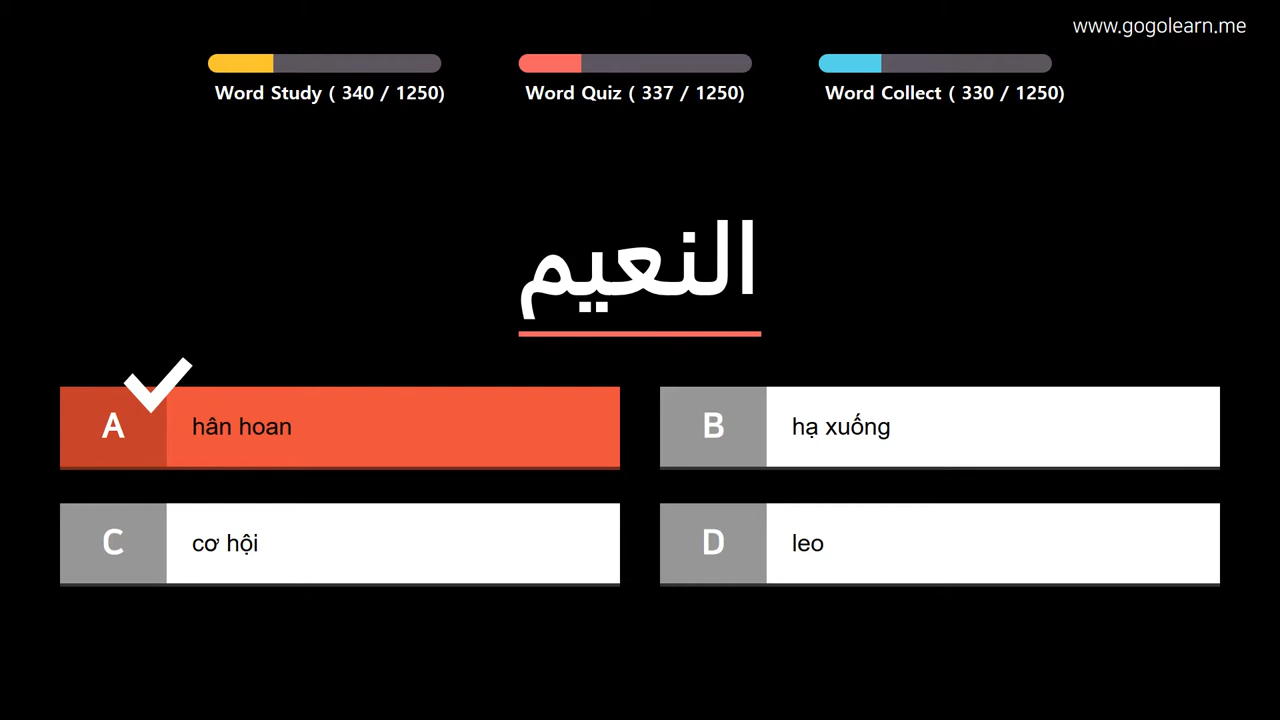 www.gogolearn.me
Word Study ( 340 / 1250)
Word Quiz ( 337 / 1250)
Word Collect ( 330 / 1250)
النعيم
A
hân hoan
B
hạ xuống
C
cơ hội
D
leo